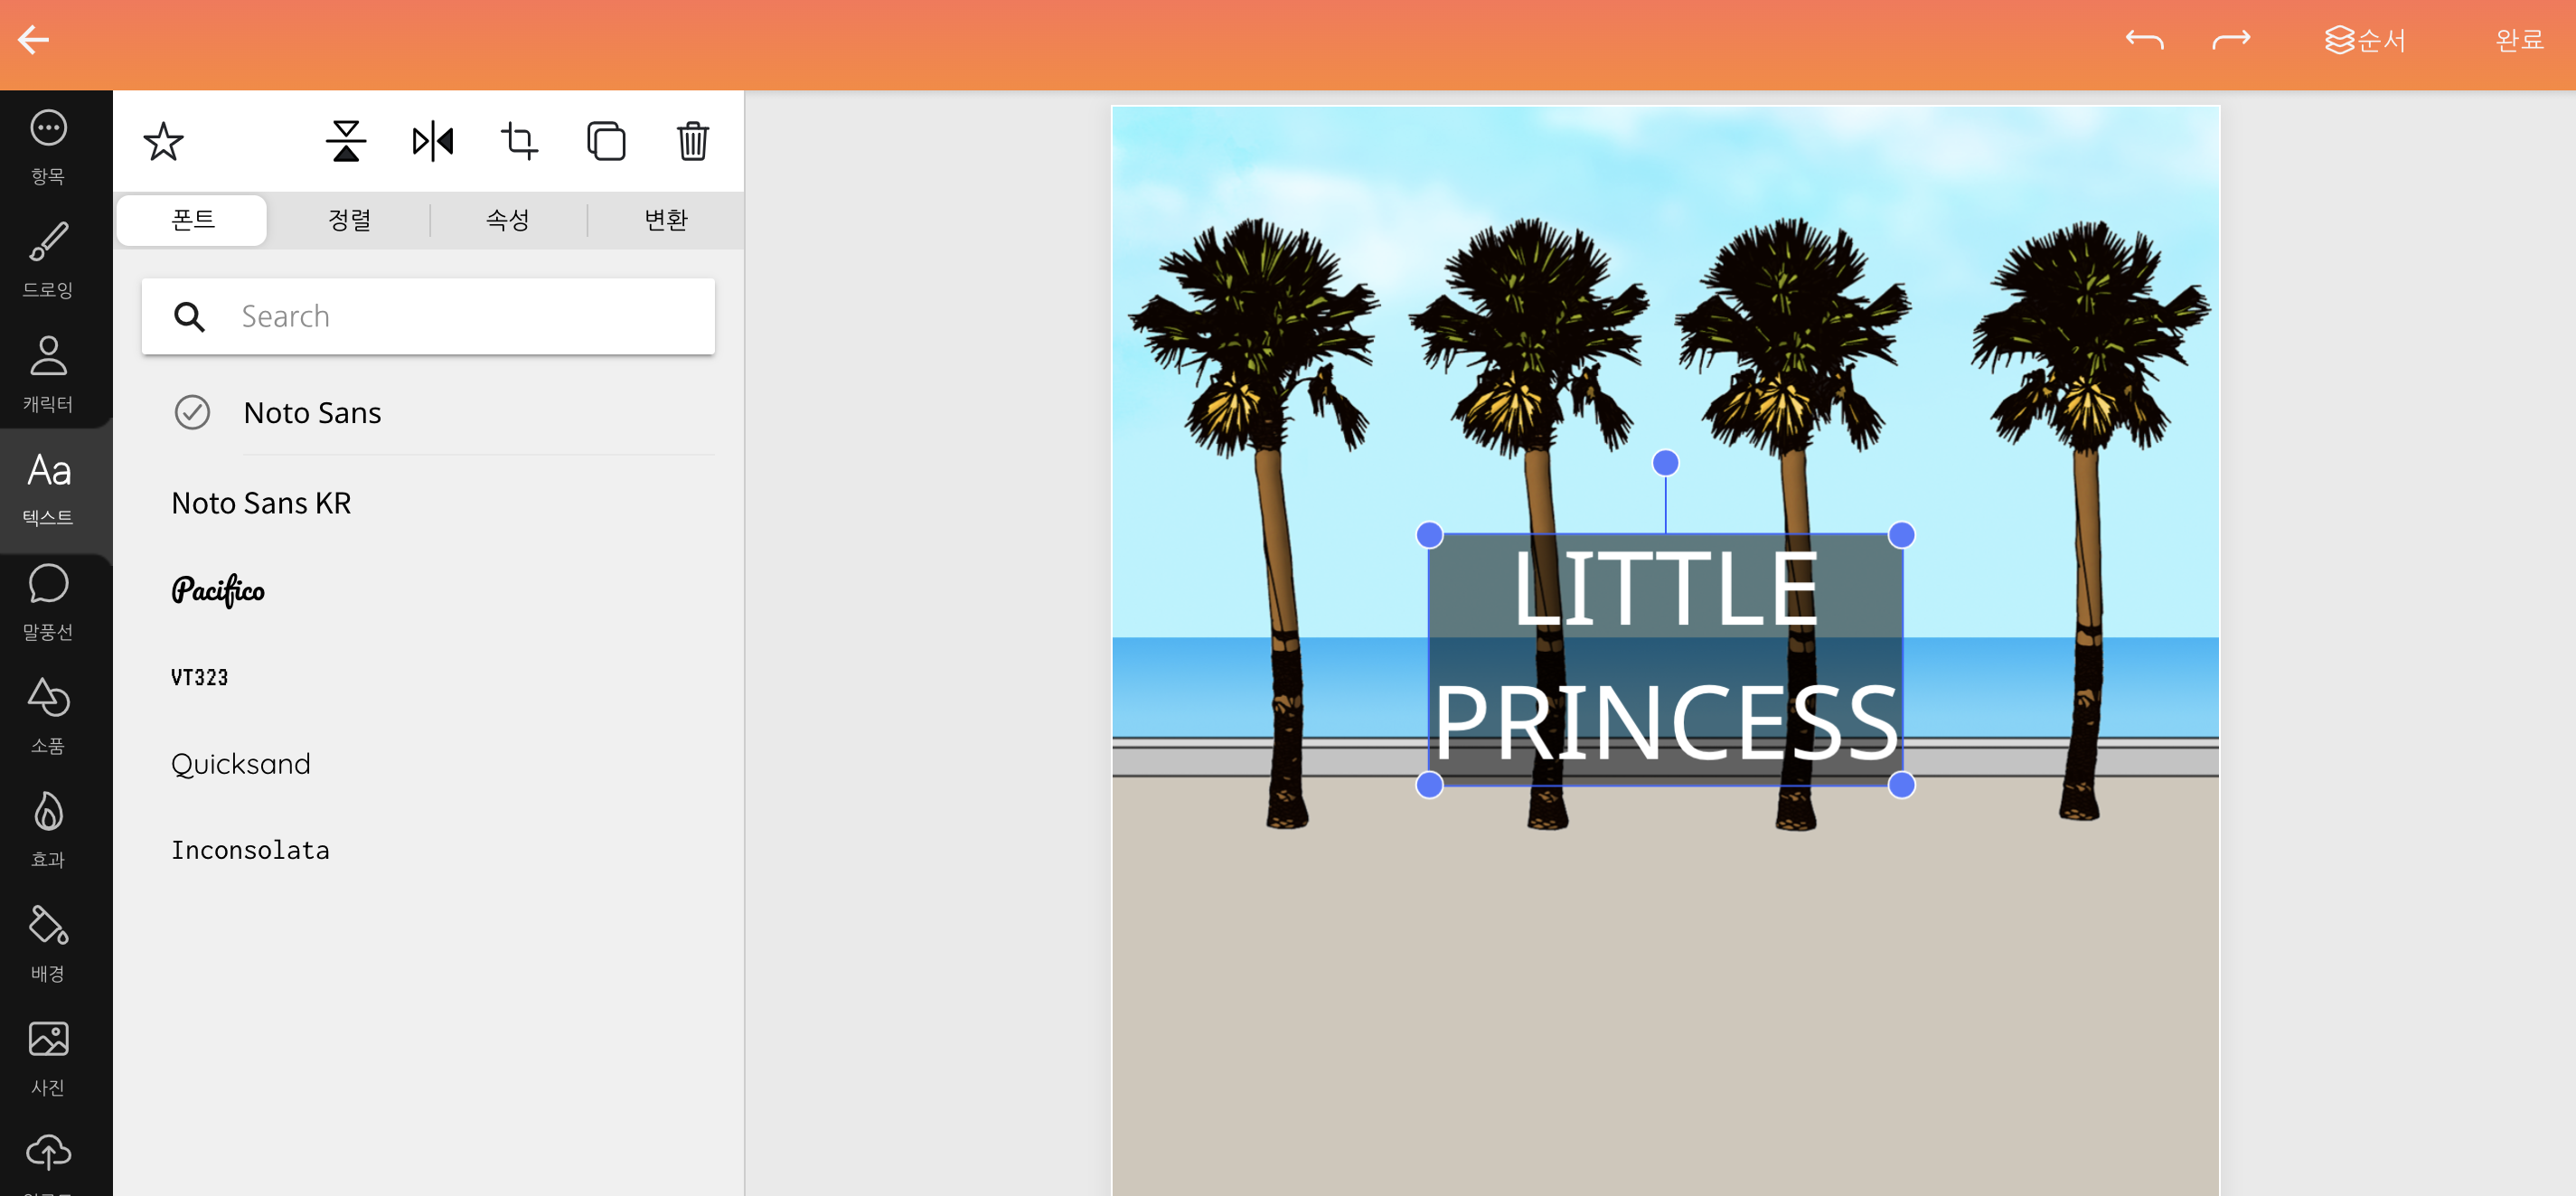 순서
완료
항목
드로잉
캐릭터
Aa
텍스트
말풍선
소품
효과
배경
사진
폰트
정렬
속성
변환
Search
Noto Sans
Noto Sans KR
Pacifico
VT323
Quicksand
Inconsolata
LITTLE
PRINCESS